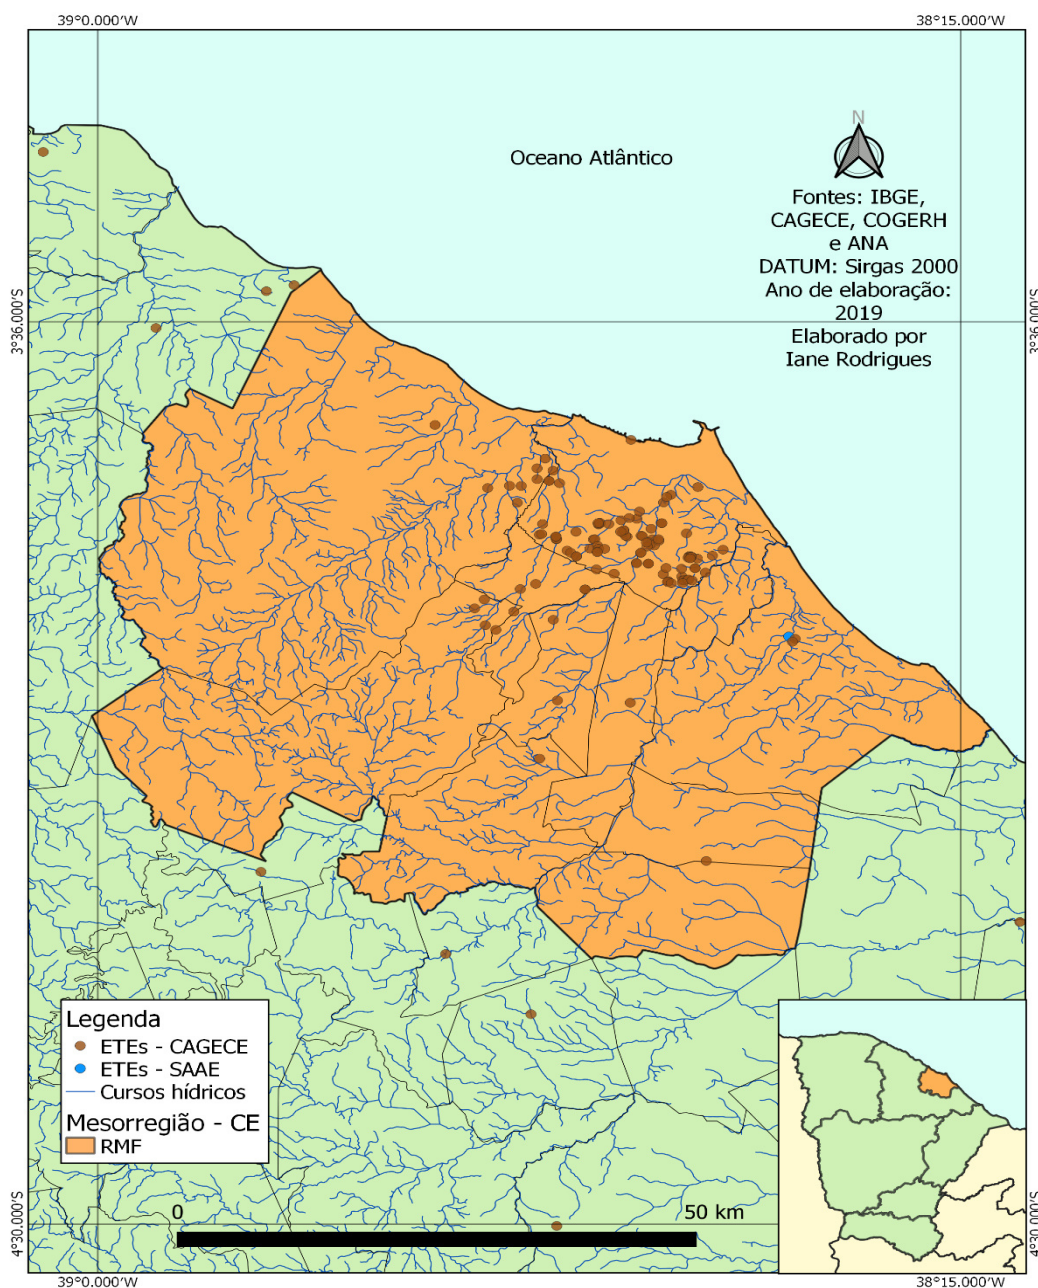 39°0.000'W
38°15.000'W
N
Oceano Atlântico
Fontes: IBGE,
CAGECE, COGERH
e ANA
DATUM: Sirgas 2000
Ano de elaboração:
2019
Elaborado por
Iane Rodrigues
3°36.000'S
3°36.000'S
Legenda
ETEs - CAGECE
ETEs - SAAE
Cursos hídricos
Mesorregião - CE
RMF
0
50 km
4°30.000'S
4°30.000'S
39°0.000'W
38°15.000'W